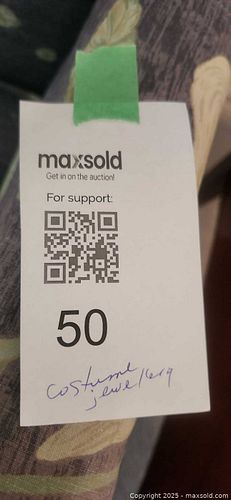 maxsold
Get in on the auction!
For support:
50
costume
jewellery
Copyright 2025 - maxsold.com